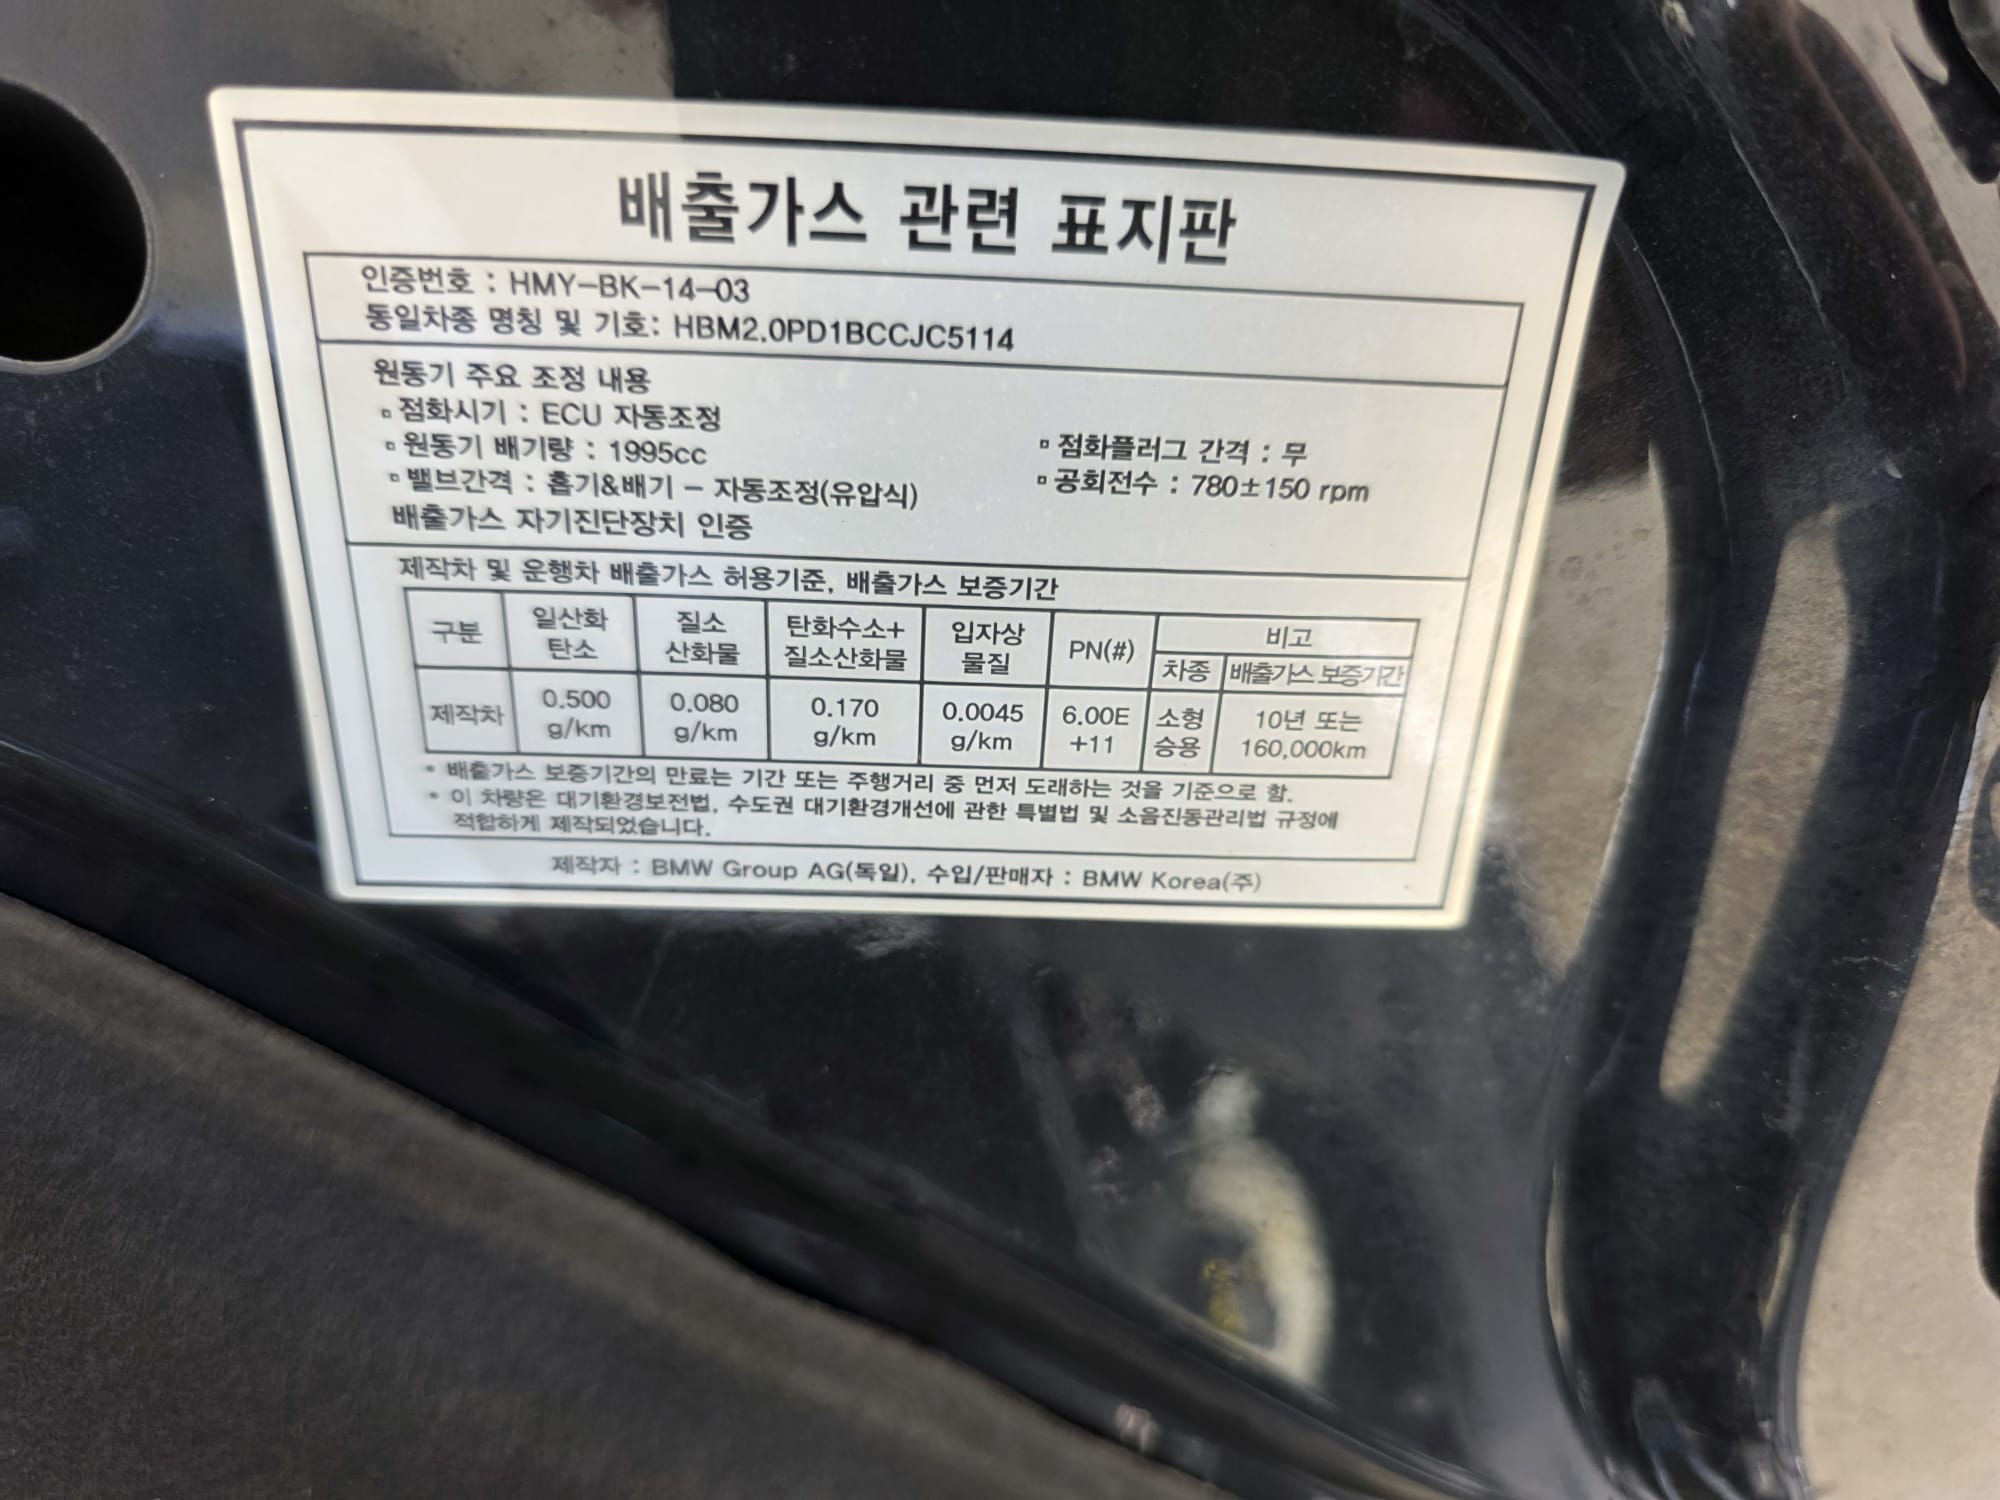 배출가스 관련 표지판
인증번호 : HMY-BK-14-03
동일차종 명칭 및 기호: HBM2.0PD1BCCJC5114
원동기 주요 조정 내용
▫ 점화시기 : ECU 자동조정
▫ 원동기 배기량 : 1995cc ▫ 점화플러그 간격 : 무
▫ 밸브간격 : 흡기&배기 - 자동조정(유압식) ▫ 공회전수 : 780±150 rpm
배출가스 자기진단장치 인증
제작차 및 운행차 배출가스 허용기준, 배출가스 보증기간
구분 일산화탄소 질소산화물 탄화수소+질소산화물 입자상물질 PN(#) 비고
차종 배출가스 보증기간
제작차 0.500 g/km 0.080 g/km 0.170 g/km 0.0045 g/km 6.00E+11 소형승용 10년 또는 160,000km
* 배출가스 보증기간의 만료는 기간 또는 주행거리 중 먼저 도래하는 것을 기준으로 함.
* 이 차량은 대기환경보전법, 수도권 대기환경개선에 관한 특별법 및 소음진동관리법 규정에
적합하게 제작되었습니다.
제작자 : BMW Group AG(독일), 수입/판매자 : BMW Korea(주)